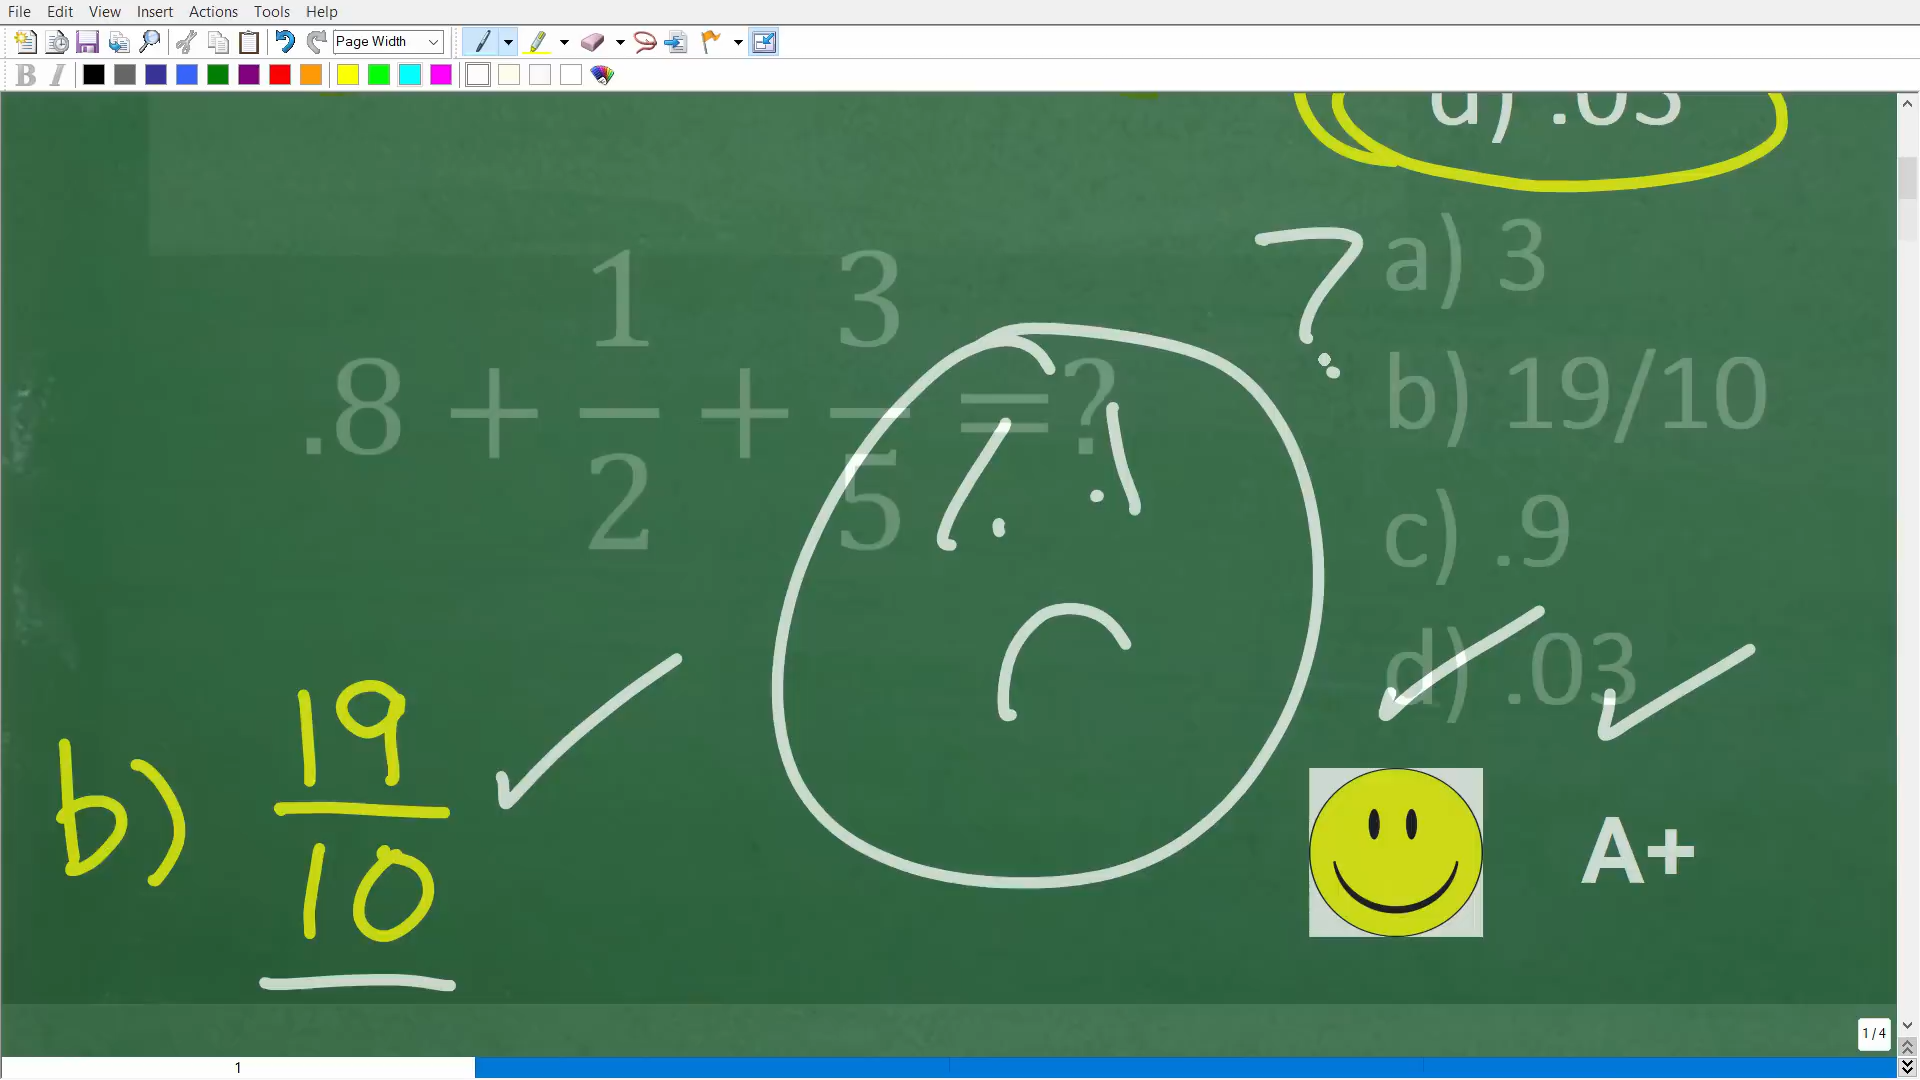 File Edit View Insert Actions Tools Help
Page Width
B I
d) .03
.8 + 1/2 + 3/5 = ?
?
a) 3
b) 19/10
c) .9
d) .03
b) 19/10
A+
1 / 4
1